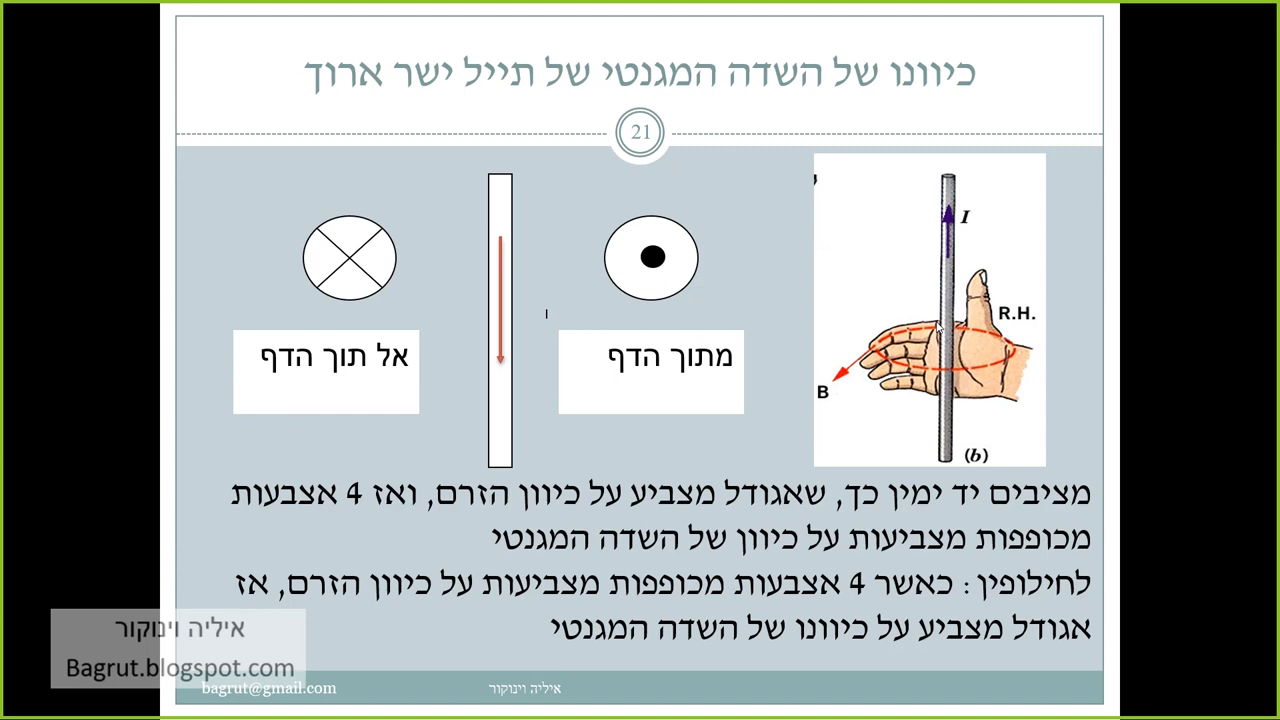 כיוונו של השדה המגנטי של תייל ישר ארוך
21
I
R.H.
B
(b)
מתוך הדף
אל תוך הדף
מציבים יד ימין כך, שאגודל מצביע על כיוון הזרם, ואז 4 אצבעות
מכופפות מצביעות על כיוון של השדה המגנטי
לחילופין : כאשר 4 אצבעות מכופפות מצביעות על כיוון הזרם, אז
אגודל מצביע על כיוונו של השדה המגנטי
איליה וינוקור
Bagrut.blogspot.com
איליה וינוקור
bagrut@gmail.com